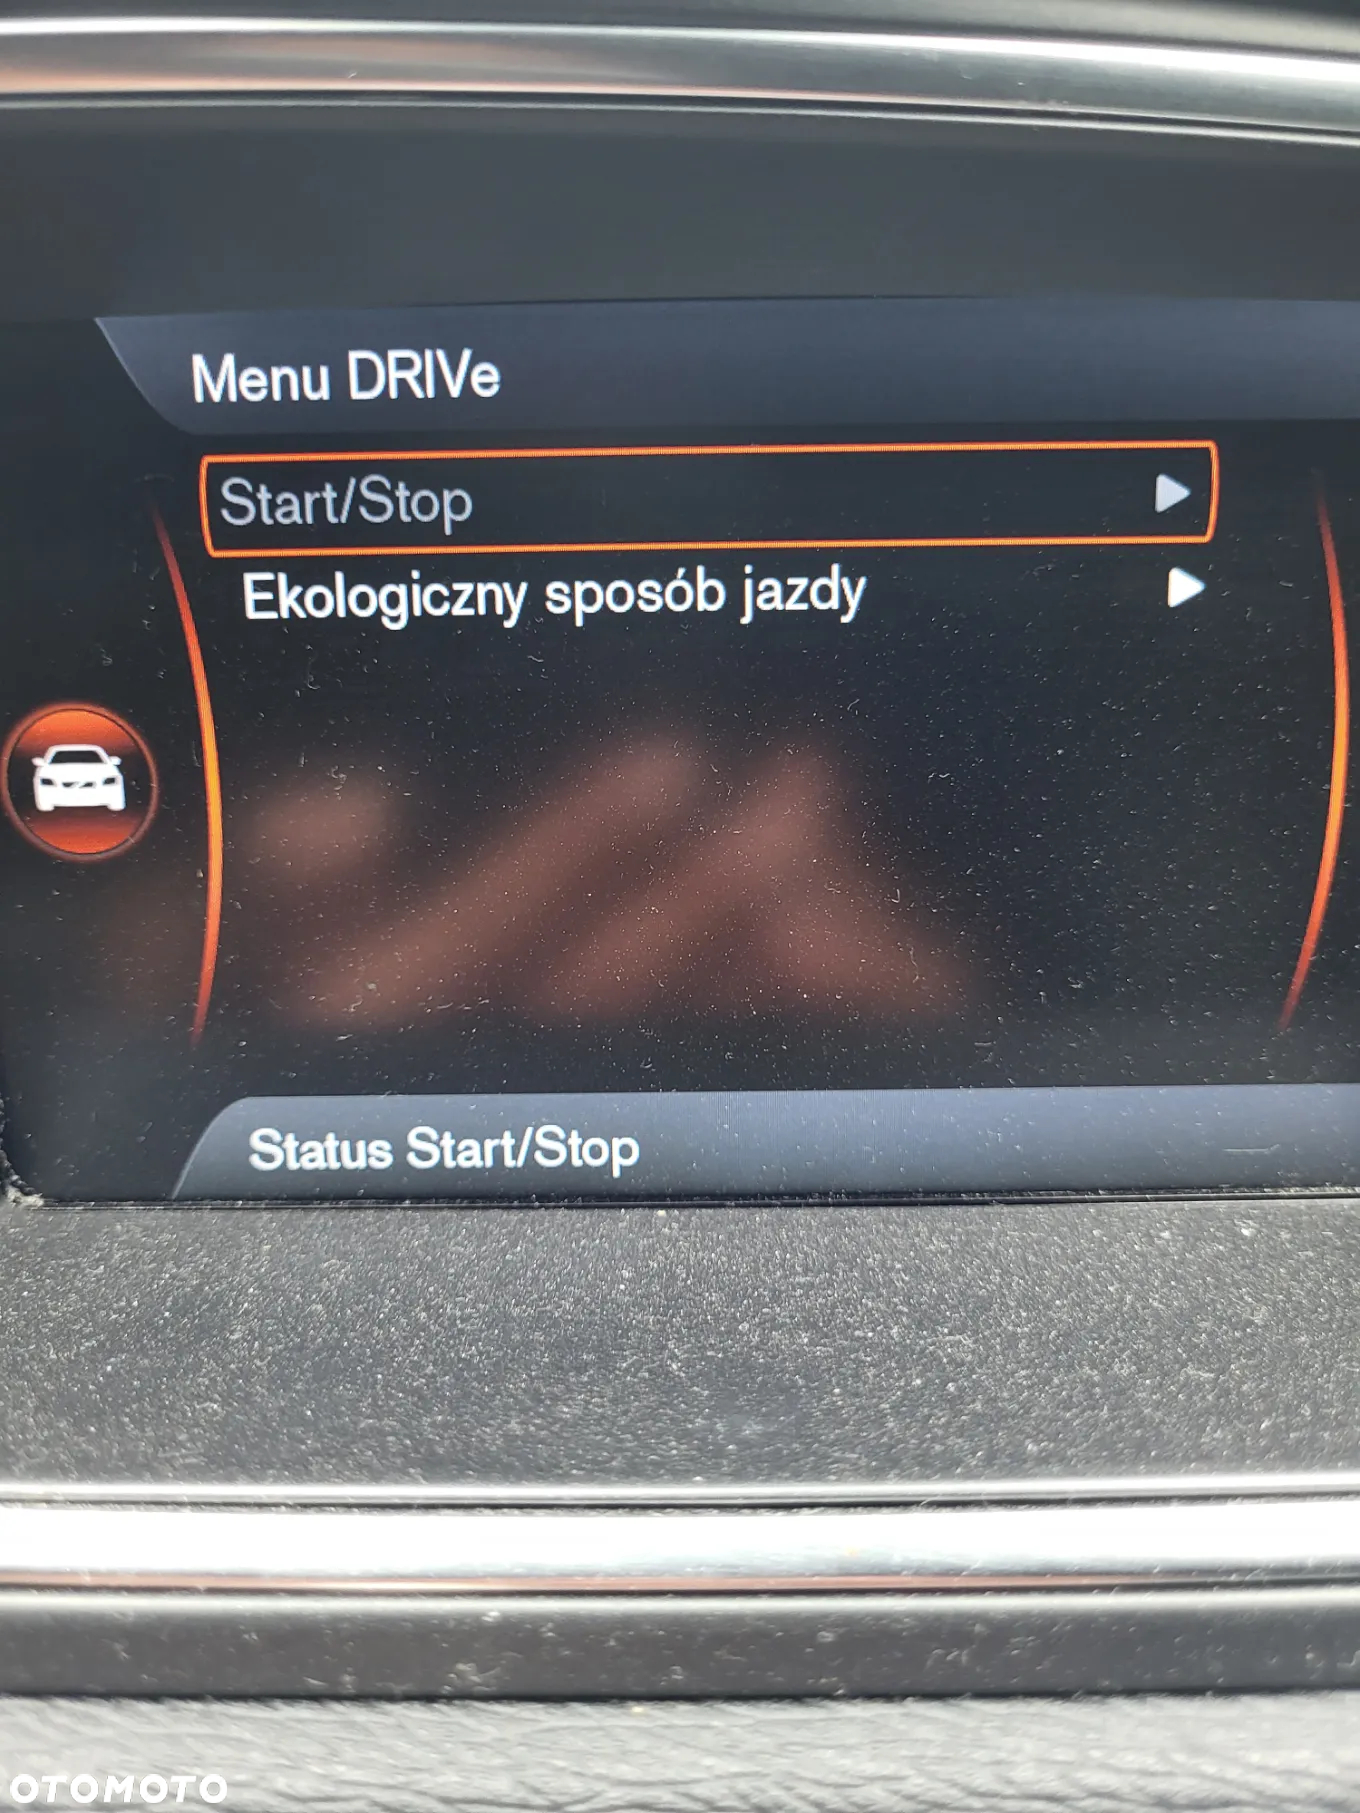 Menu DRIVe
Start/Stop
Ekologiczny sposób jazdy
Status Start/Stop
OTOMOTO